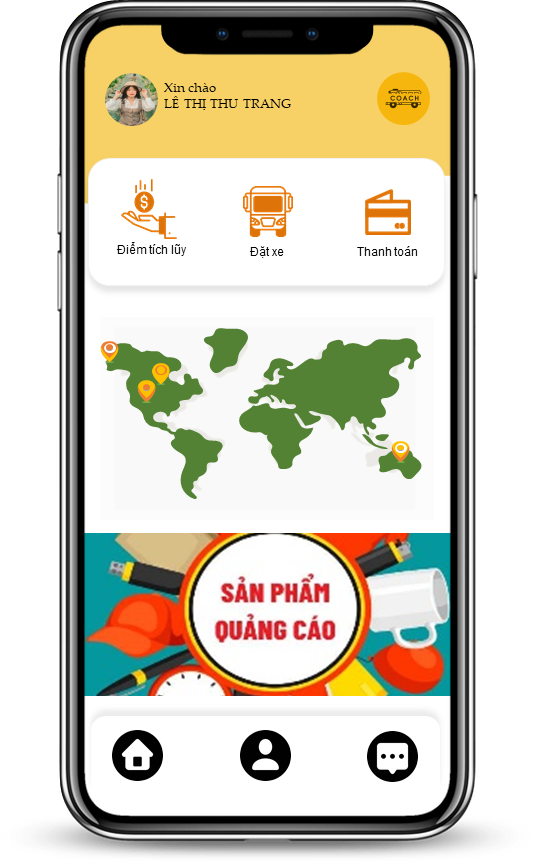 Xin chào
LÊ THỊ THU TRANG
COACH
$
Điểm tích lũy
Đặt xe
Thanh toán
SẢN PHẨM
QUẢNG CÁO